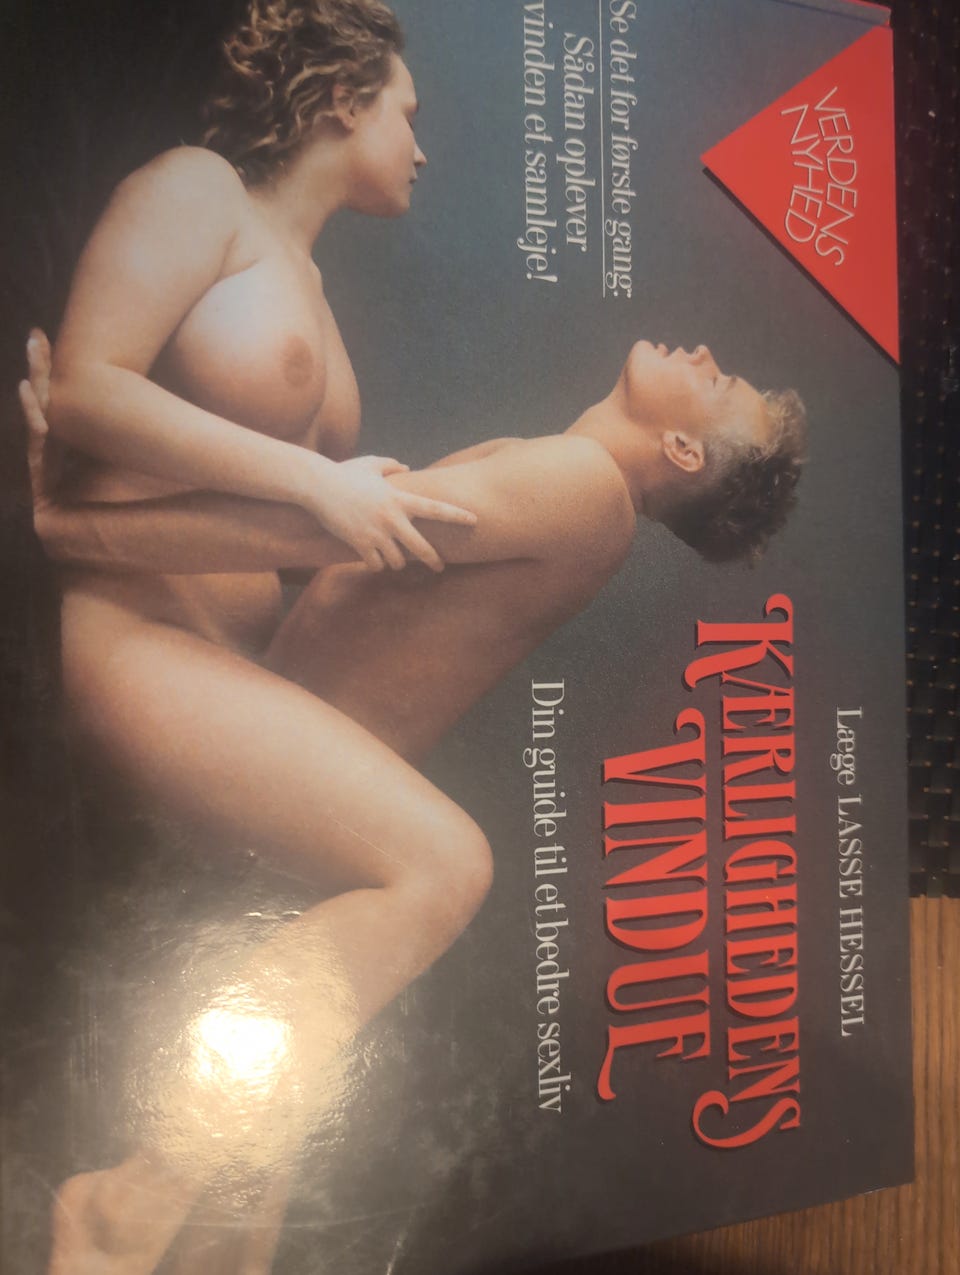 Læge LASSE HESSEL
KÆRLIGHEDENS
VINDUE
Din guide til et bedre sexliv
VERDENS
NYHED
Se det for første gang:
Sådan oplever
vinden et samleje!